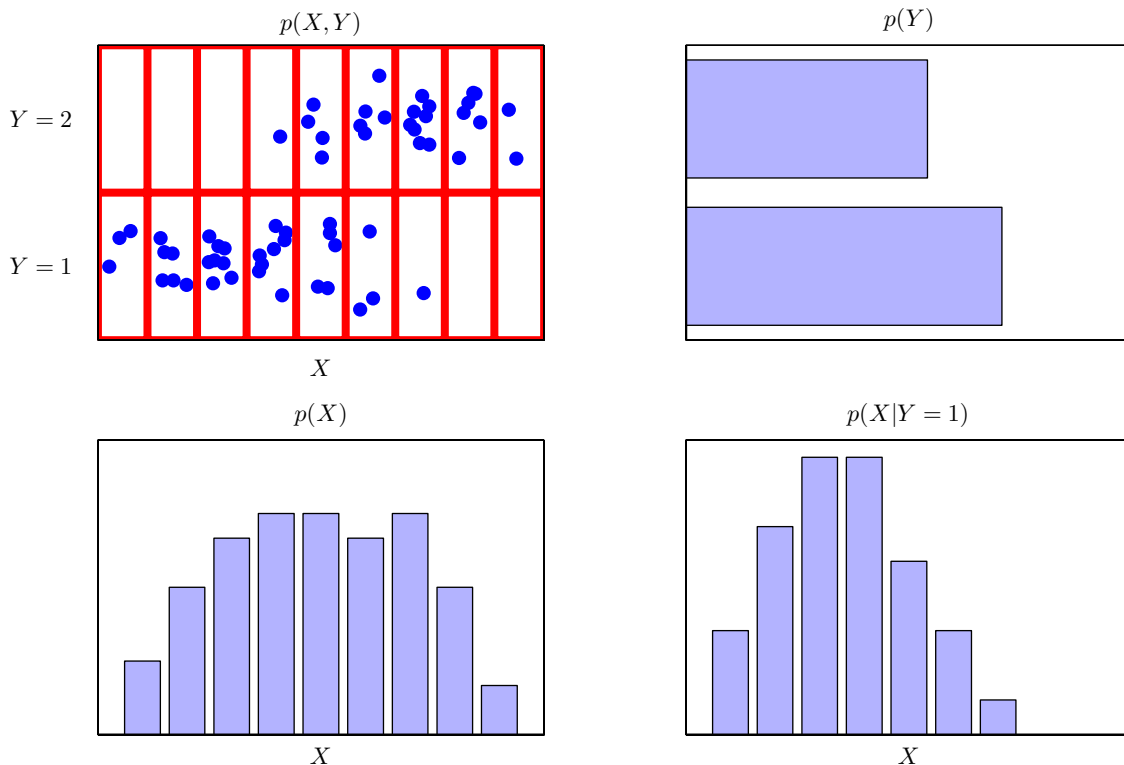 p(X, Y)
Y = 2
Y = 1
X
p(Y)
p(X)
X
p(X|Y = 1)
X